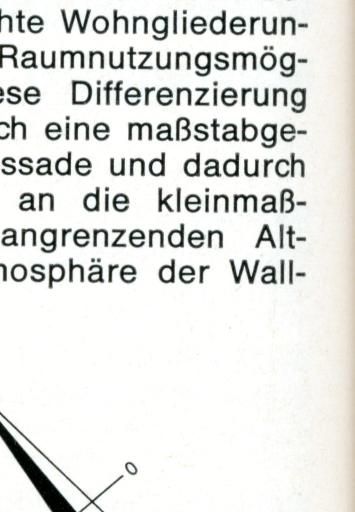 hte Wohngliederun-
Raumnutzungsmög-
ese Differenzierung
ch eine maßstabge-
ssade und dadurch
an die kleinmaß-
angrenzenden Alt-
nosphäre der Wall-
0